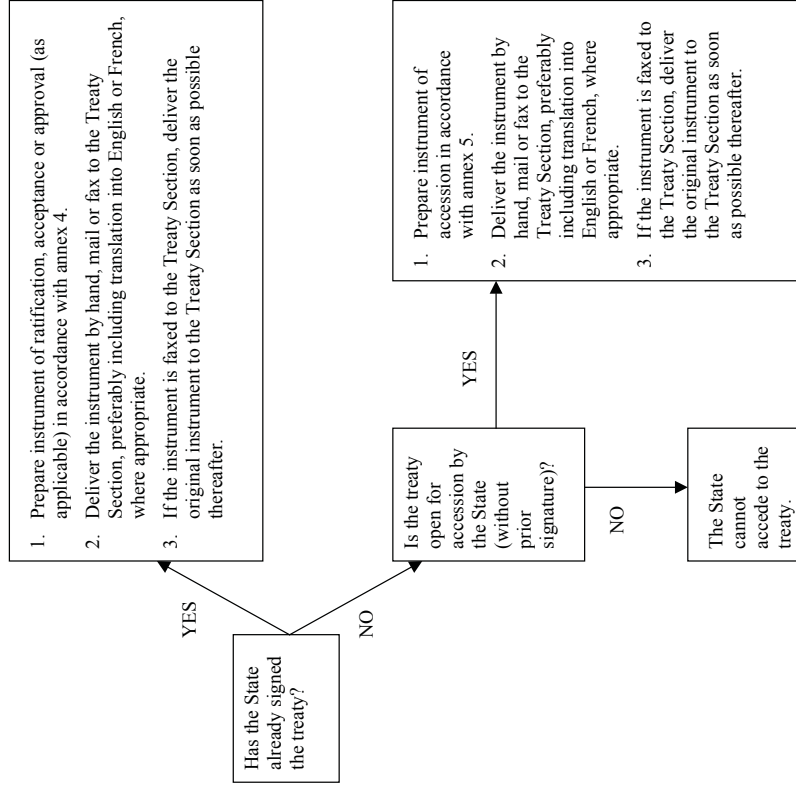 Has the State
already signed
the treaty?
YES
1. Prepare instrument of ratification, acceptance or approval (as
applicable) in accordance with annex 4.
2. Deliver the instrument by hand, mail or fax to the Treaty
Section, preferably including translation into English or French,
where appropriate.
3. If the instrument is faxed to the Treaty Section, deliver the
original instrument to the Treaty Section as soon as possible
thereafter.
NO
Is the treaty
open for
accession by
the State
(without
prior
signature)?
YES
1. Prepare instrument of
accession in accordance
with annex 5.
2. Deliver the instrument by
hand, mail or fax to the
Treaty Section, preferably
including translation into
English or French, where
appropriate.
3. If the instrument is faxed to
the Treaty Section, deliver
the original instrument to
the Treaty Section as soon
as possible thereafter.
NO
The State
cannot
accede to the
treaty.